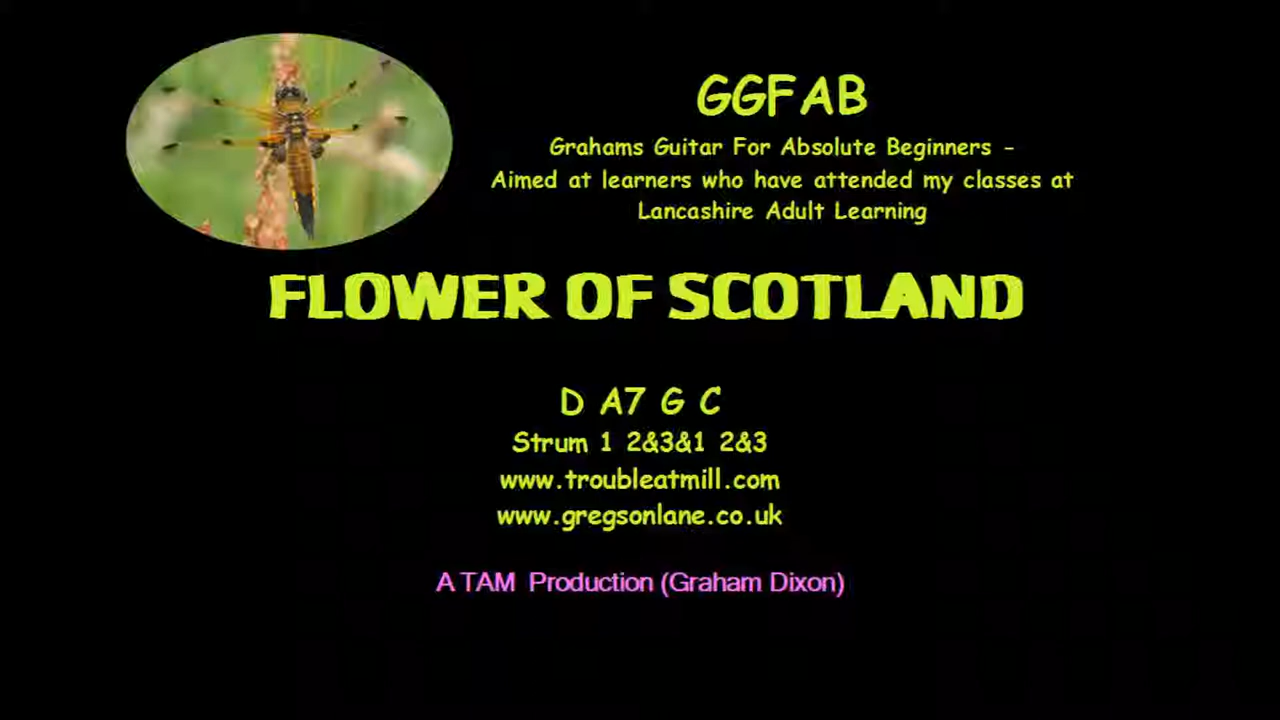 GGFAB
Grahams Guitar For Absolute Beginners -
Aimed at learners who have attended my classes at
Lancashire Adult Learning
FLOWER OF SCOTLAND
D A7 G C
Strum 1 2&3&1 2&3
www.troubleatmill.com
www.gregsonlane.co.uk
A TAM Production (Graham Dixon)